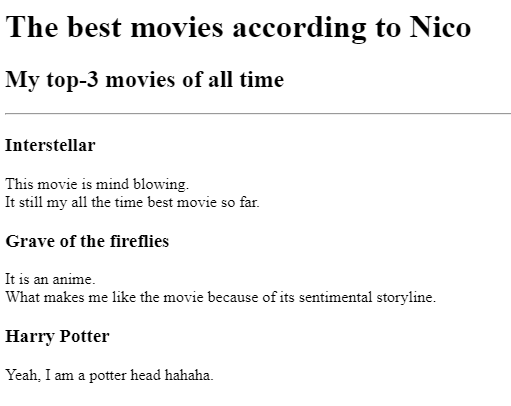 The best movies according to Nico
My top-3 movies of all time
Interstellar
This movie is mind blowing.
It still my all the time best movie so far.
Grave of the fireflies
It is an anime.
What makes me like the movie because of its sentimental storyline.
Harry Potter
Yeah, I am a potter head hahaha.